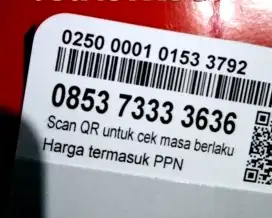 0250 0001 0153 3792
0853 7333 3636
Scan QR untuk cek masa berlaku
Harga termasuk PPN